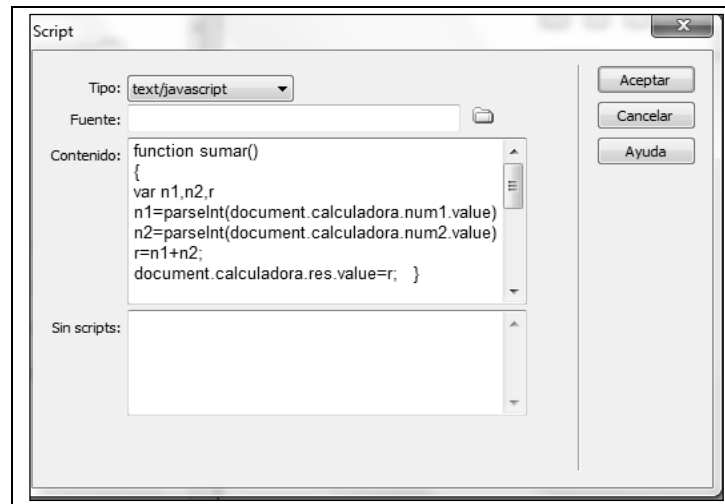 Script
Tipo: text/javascript
Aceptar
Fuente:
Cancelar
Contenido: function sumar()
Ayuda
{
var n1,n2,r
n1=parseInt(document.calculadora.num1.value)
n2=parseInt(document.calculadora.num2.value)
r=n1+n2;
document.calculadora.res.value=r; }
Sin scripts: